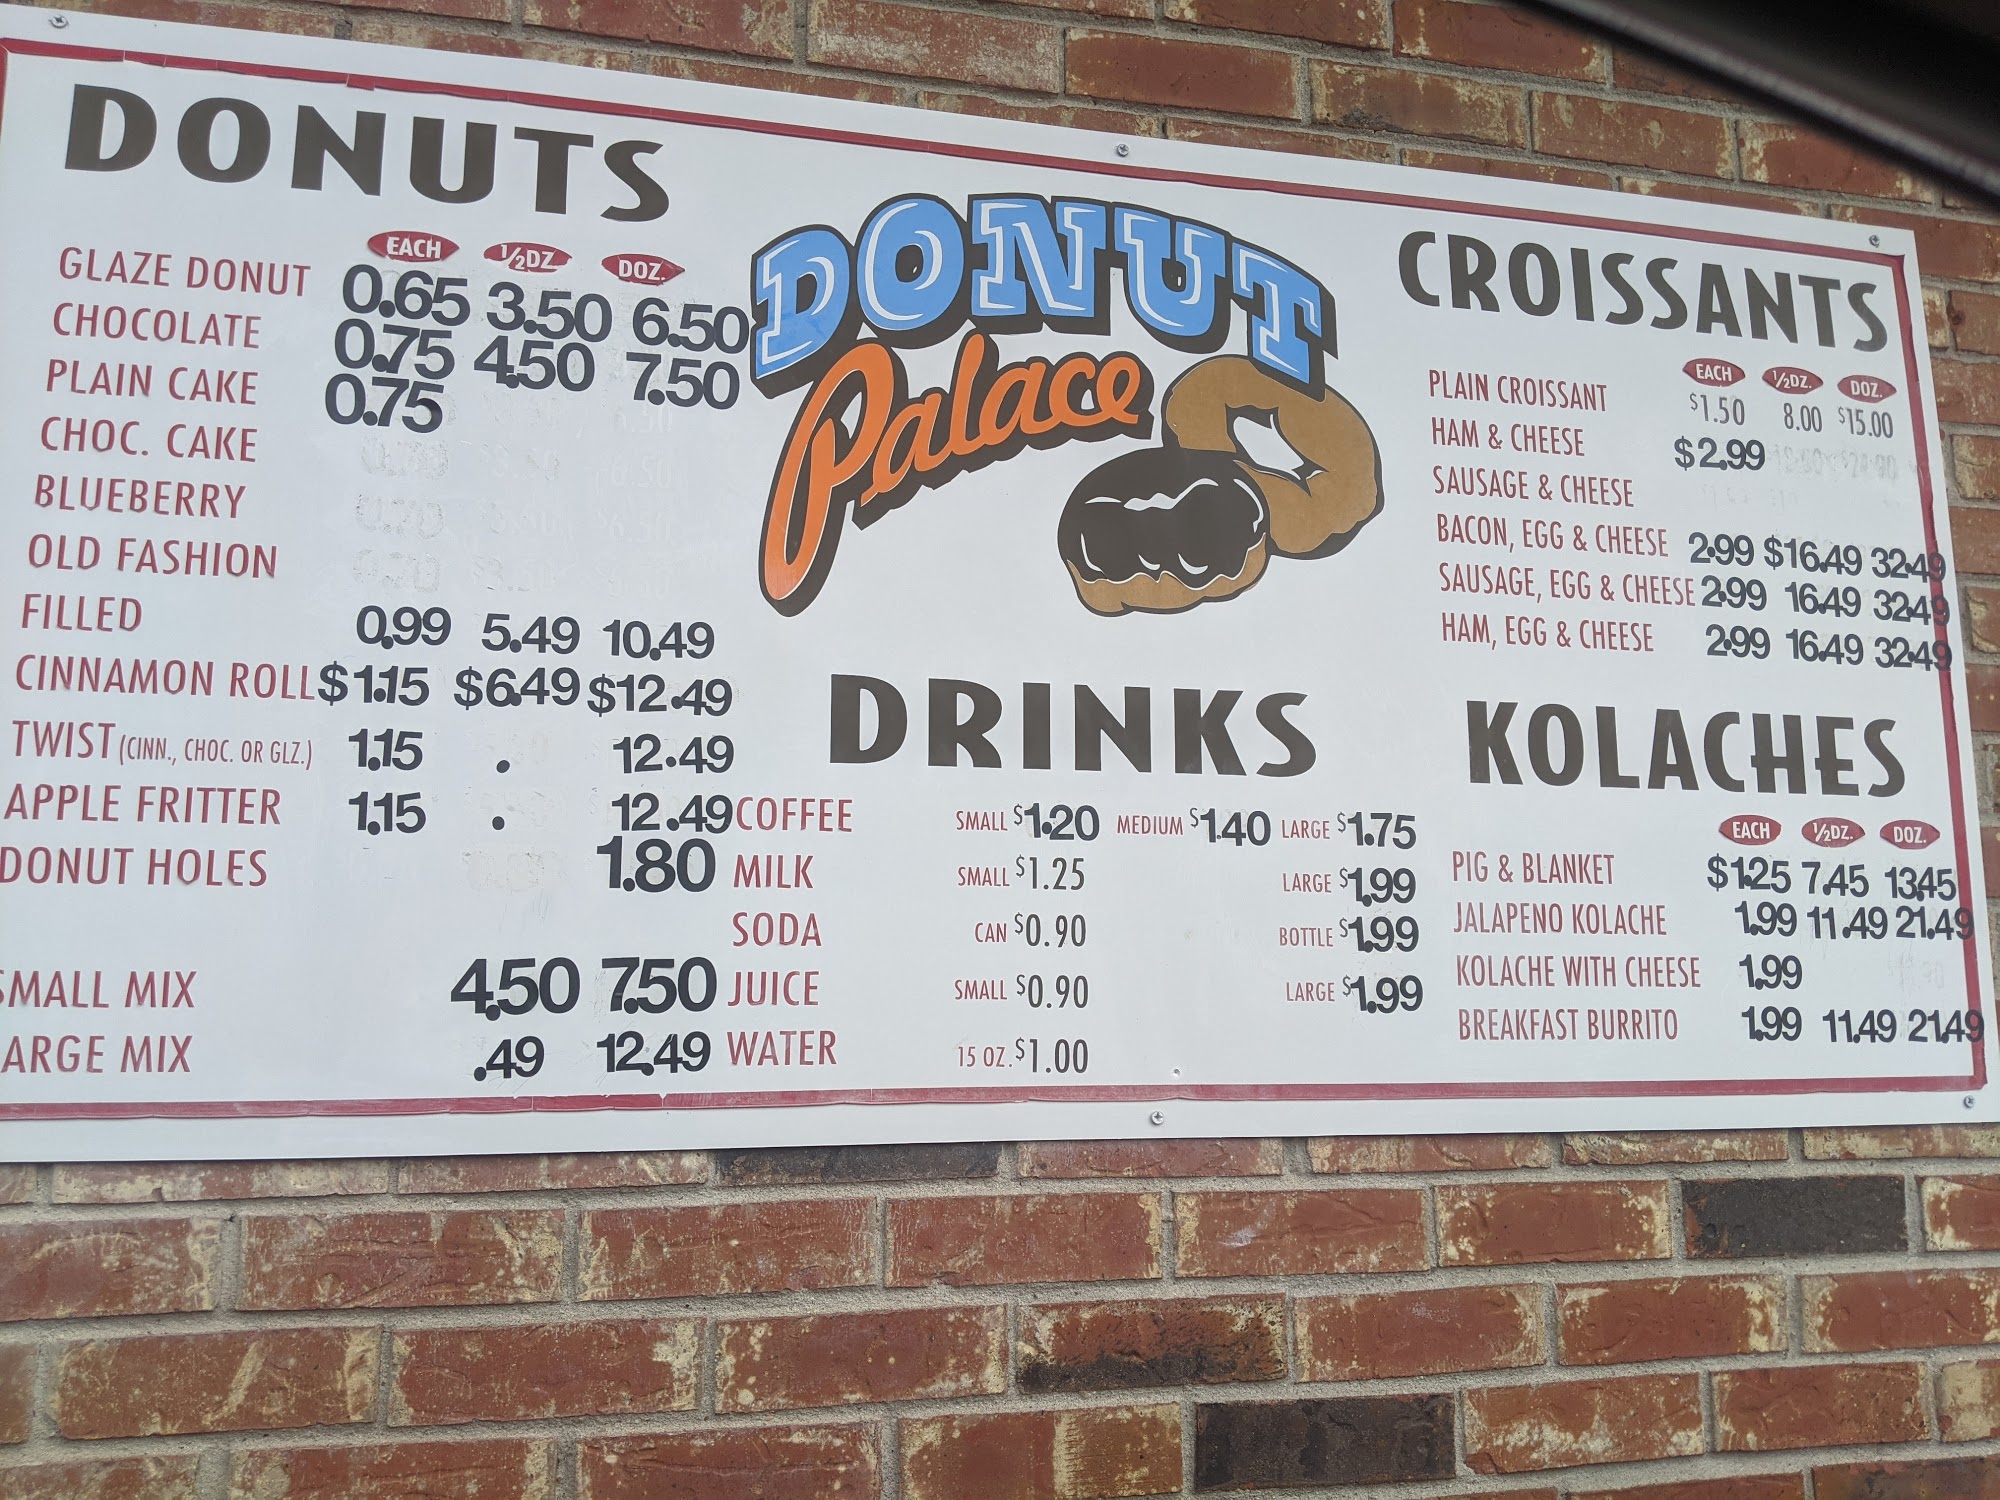 DONUTS
EACH 1/2DZ. DOZ.
GLAZE DONUT 0.65 3.50 6.50
CHOCOLATE 0.75 4.50 7.50
PLAIN CAKE 0.75
CHOC. CAKE
BLUEBERRY
OLD FASHION
FILLED 0.99 5.49 10.49
CINNAMON ROLL $1.15 $6.49 $12.49
TWIST (CINN., CHOC. OR GLZ.) 1.15 . 12.49
APPLE FRITTER 1.15 . 12.49
DONUT HOLES 1.80
SMALL MIX 4.50 7.50
ARGE MIX .49 12.49
DONUT
Palace
DRINKS
COFFEE SMALL $1.20 MEDIUM $1.40 LARGE $1.75
MILK SMALL $1.25 LARGE $1.99
SODA CAN $0.90 BOTTLE $1.99
JUICE SMALL $0.90 LARGE $1.99
WATER 15 OZ. $1.00
CROISSANTS
EACH 1/2DZ. DOZ.
PLAIN CROISSANT $1.50 8.00 $15.00
HAM & CHEESE $2.99
SAUSAGE & CHEESE
BACON, EGG & CHEESE 2.99 $16.49 32.49
SAUSAGE, EGG & CHEESE 2.99 16.49 32.49
HAM, EGG & CHEESE 2.99 16.49 32.49
KOLACHES
EACH 1/2DZ. DOZ.
PIG & BLANKET $1.25 7.45 13.45
JALAPENO KOLACHE 1.99 11.49 21.49
KOLACHE WITH CHEESE 1.99
BREAKFAST BURRITO 1.99 11.49 21.49